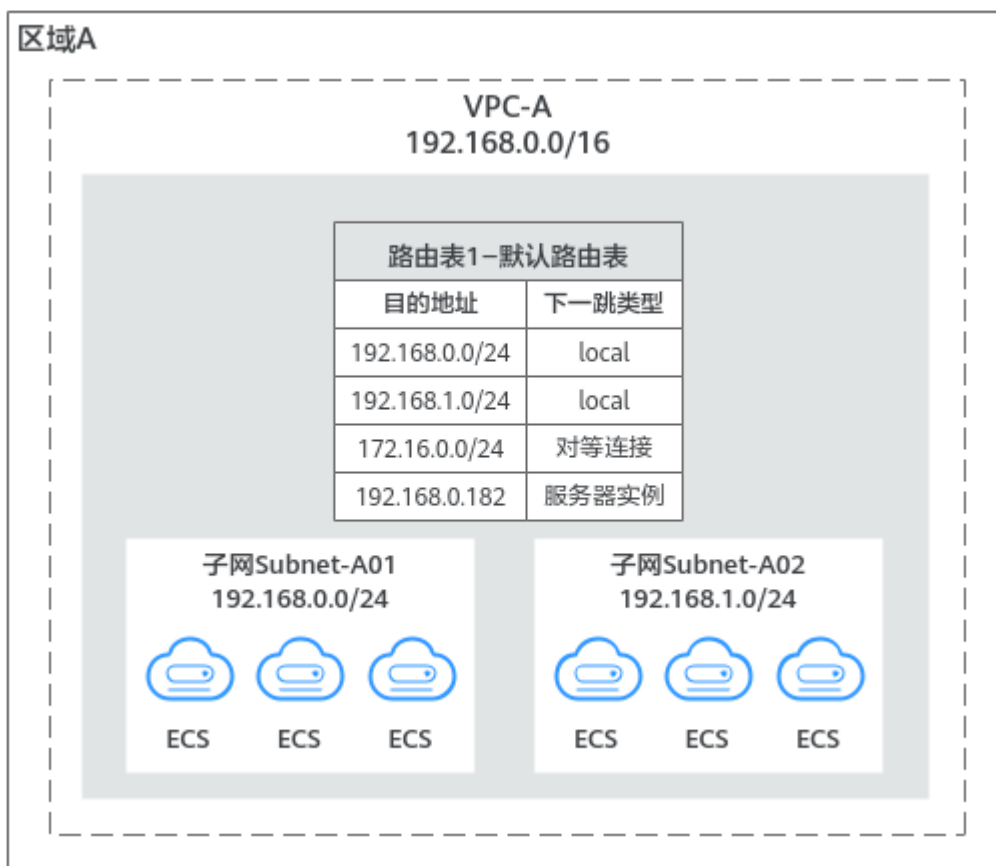 区域A
VPC-A
192.168.0.0/16
路由表1-默认路由表
目的地址 下一跳类型
192.168.0.0/24 local
192.168.1.0/24 local
172.16.0.0/24 对等连接
192.168.0.182 服务器实例
子网Subnet-A01
192.168.0.0/24
ECS ECS ECS
子网Subnet-A02
192.168.1.0/24
ECS ECS ECS